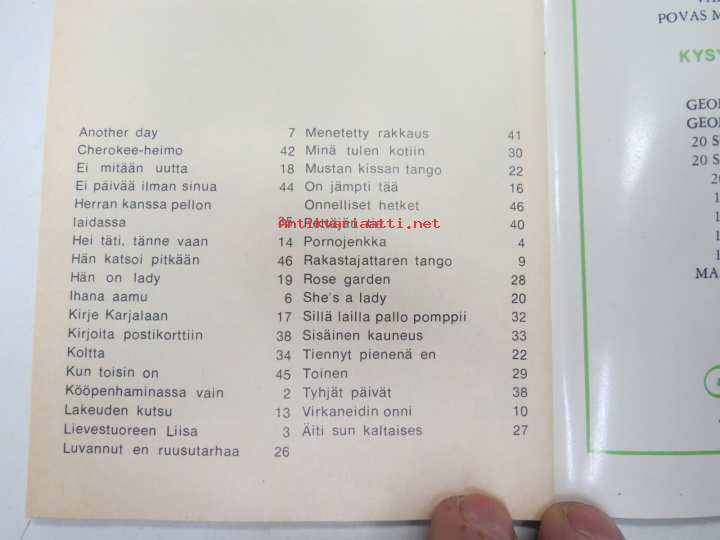 Another day 7
Cherokee-heimo 42
Ei mitään uutta 18
Ei päivää ilman sinua 44
Herran kanssa pellon
laidassa 35
Hei täti, tänne vaan 14
Hän katsoi pitkään 46
Hän on lady 19
Ihana aamu 6
Kirje Karjalaan 17
Kirjoita postikorttiin 38
Koltta 34
Kun toisin on 45
Kööpenhaminassa vain 2
Lakeuden kutsu 13
Lievestuoreen Liisa 3
Luvannut en ruusutarhaa 26
Menetetty rakkaus 41
Minä tulen kotiin 30
Mustan kissan tango 22
On jämpti tää 16
Onnelliset hetket 46
40
Pornojenkka 4
Rakastajattaren tango 9
Rose garden 28
She's a lady 20
Sillä lailla pallo pomppii 32
Sisäinen kauneus 33
Tiennyt pienenä en 22
Toinen 29
Tyhjät päivät 38
Virkaneidin onni 10
Äiti sun kaltaises 27
Antikvariaatti.net
POVAS
KYSY
GEO
GEO
20 S
20 S